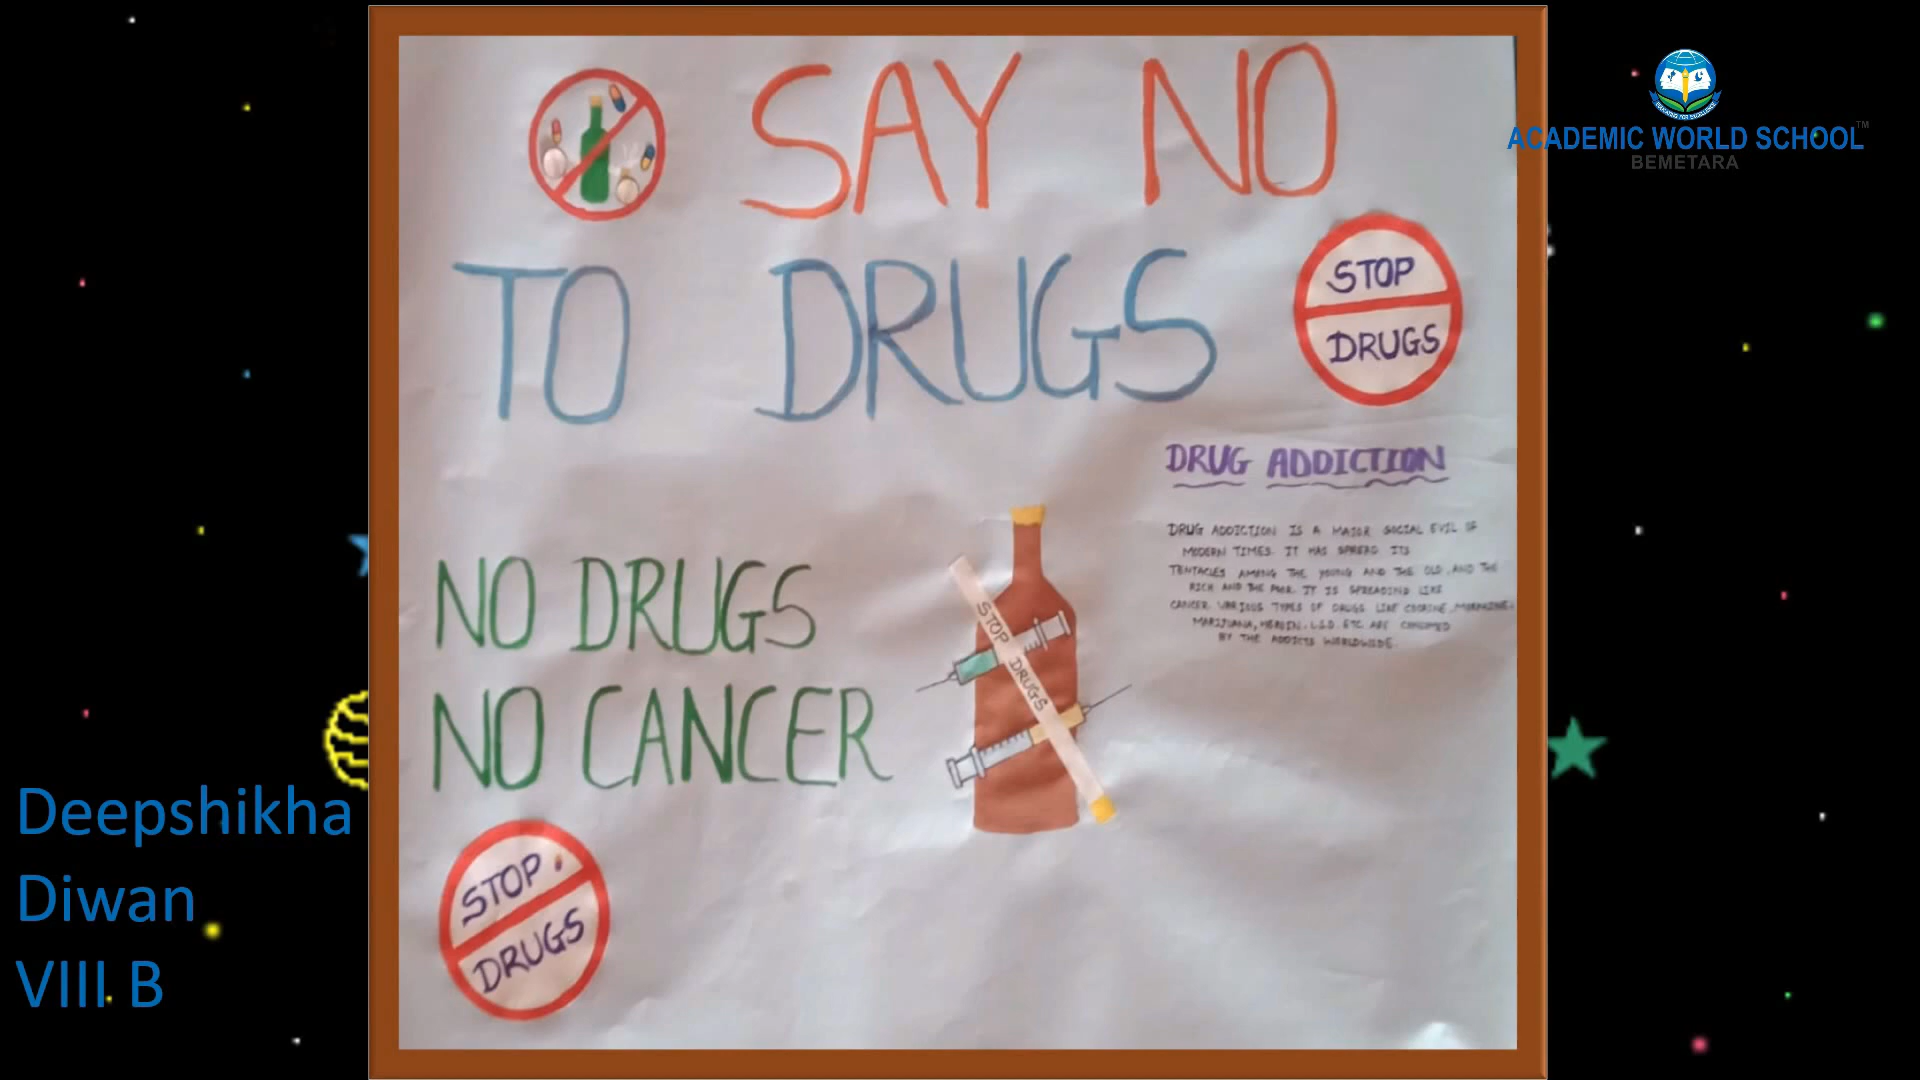 SAY NO
TO DRUGS
STOP
DRUGS
DRUG ADDICTION
DRUG ADDICTION IS A MAJOR SOCIAL EVIL OF
MODERN TIMES. IT HAS SPREAD ITS
TENTACLES AMONG THE YOUNG AND THE OLD, AND THE
RICH AND THE POOR. IT IS SPREADING LIKE
CANCER. VARIOUS TYPES OF DRUGS LIKE COCAINE,
MARIJUANA, HEROIN, L.S.D. ETC. ARE CONSUMED
BY THE ADDICTS WORLDWIDE.
NO DRUGS
NO CANCER
STOP DRUGS
STOP
DRUGS
ACADEMIC WORLD SCHOOL™
BEMETARA
Deepshikha
Diwan
VIII B